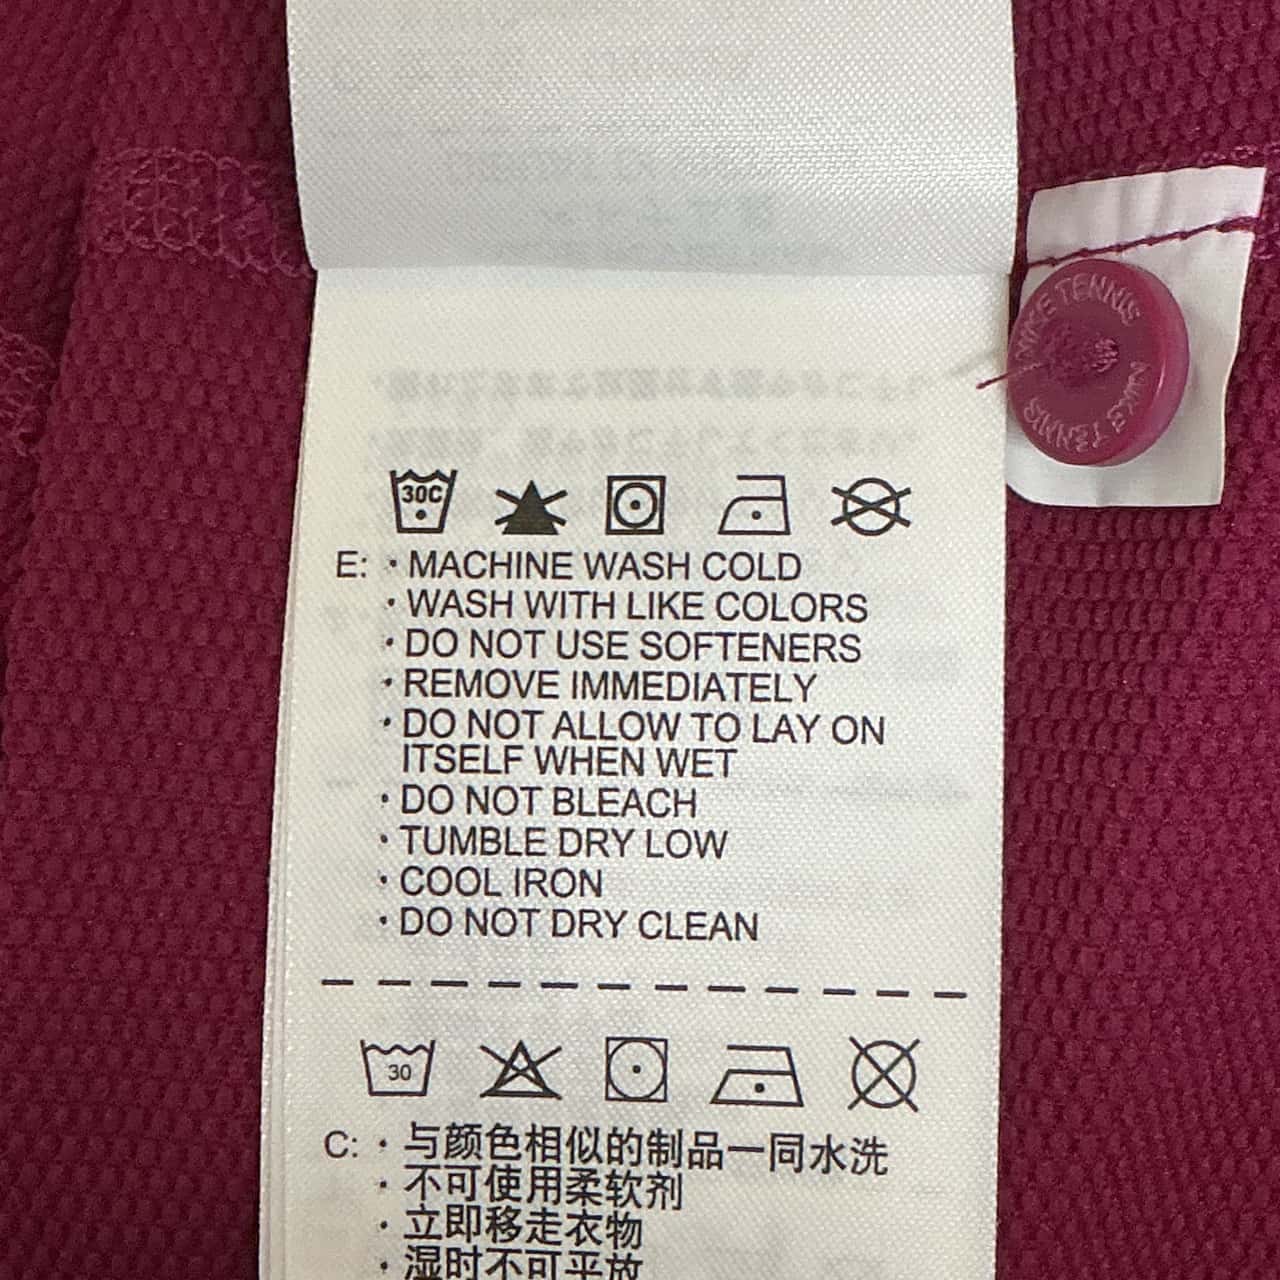 NIKE TENNIS
NIKE TENNIS
30C
E: · MACHINE WASH COLD
· WASH WITH LIKE COLORS
· DO NOT USE SOFTENERS
· REMOVE IMMEDIATELY
· DO NOT ALLOW TO LAY ON
ITSELF WHEN WET
· DO NOT BLEACH
· TUMBLE DRY LOW
· COOL IRON
· DO NOT DRY CLEAN
30
C: · 与颜色相似的制品一同水洗
· 不可使用柔软剂
· 立即移走衣物
· 湿时不可平放